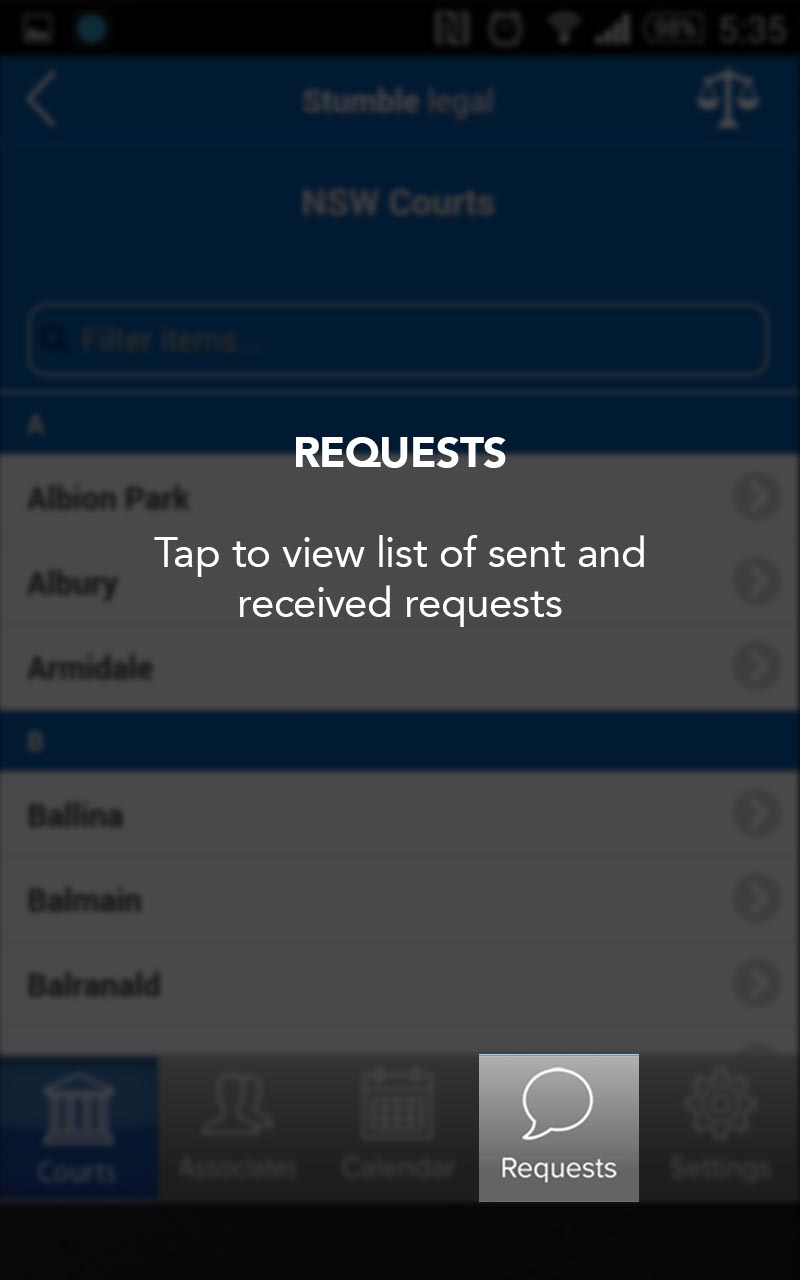 98% 5:35
Stumble legal
NSW Courts
Filter items...
A
REQUESTS
Albion Park
Tap to view list of sent and
Albury
received requests
Armidale
B
Ballina
Balmain
Balranald
Courts Associates Calendar Requests Settings